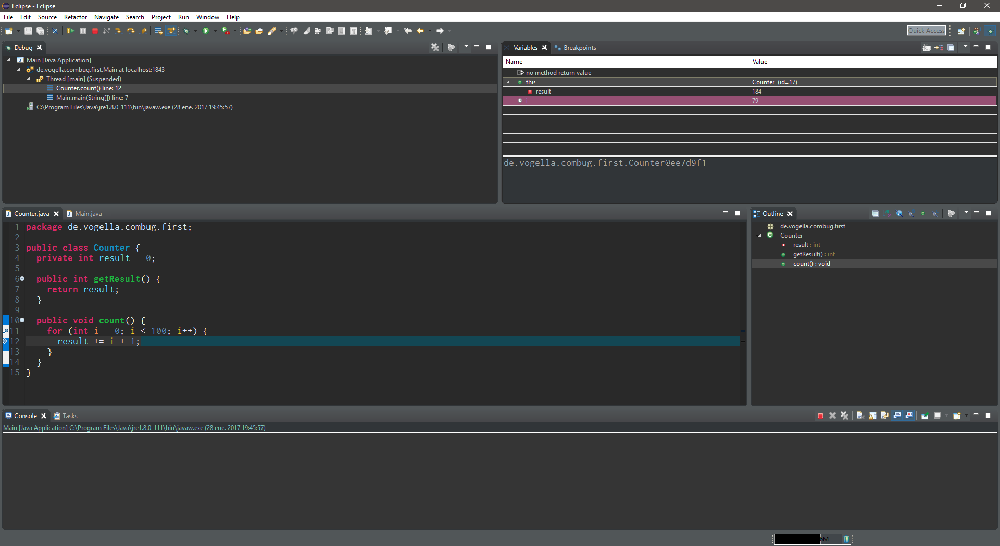 Eclipse - Eclipse
File Edit Source Refactor Navigate Search Project Run Window Help
Quick Access
Debug
Main [Java Application]
de.vogella.combug.first.Main at localhost:1843
Thread [main] (Suspended)
Counter.count() line: 12
Main.main(String[]) line: 7
C:\Program Files\Java\jre1.8.0_111\bin\javaw.exe (28 ene. 2017 19:45:57)
Variables Breakpoints
Name Value
no method return value
this Counter (id=17)
result 184
i 79
de.vogella.combug.first.Counter@ee7d9f1
Counter.java Main.java
1 package de.vogella.combug.first;
2
3 public class Counter {
4 private int result = 0;
5
6 public int getResult() {
7 return result;
8 }
9
10 public void count() {
11 for (int i = 0; i < 100; i++) {
12 result += i + 1;
13 }
14 }
15 }
Outline
de.vogella.combug.first
Counter
result : int
getResult() : int
count() : void
Console Tasks
Main [Java Application] C:\Program Files\Java\jre1.8.0_111\bin\javaw.exe (28 ene. 2017 19:45:57)